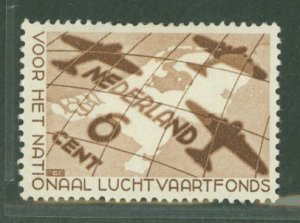 VOOR HET NATI
ONAAL LUCHTVAARTFONDS
NEDERLAND
6
CENT